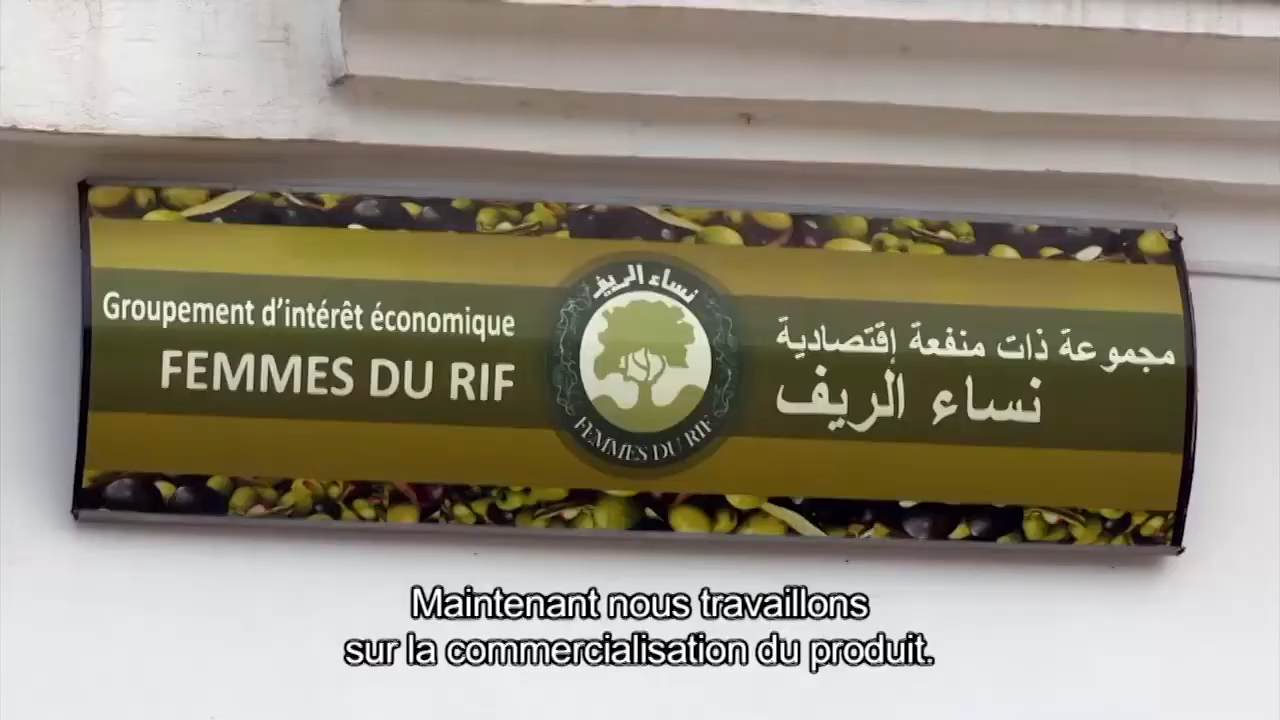 Groupement d'intérêt économique
FEMMES DU RIF
نساء الريف
FEMMES DU RIF
مجموعة ذات منفعة إقتصادية
نساء الريف
Maintenant nous travaillons
sur la commercialisation du produit.